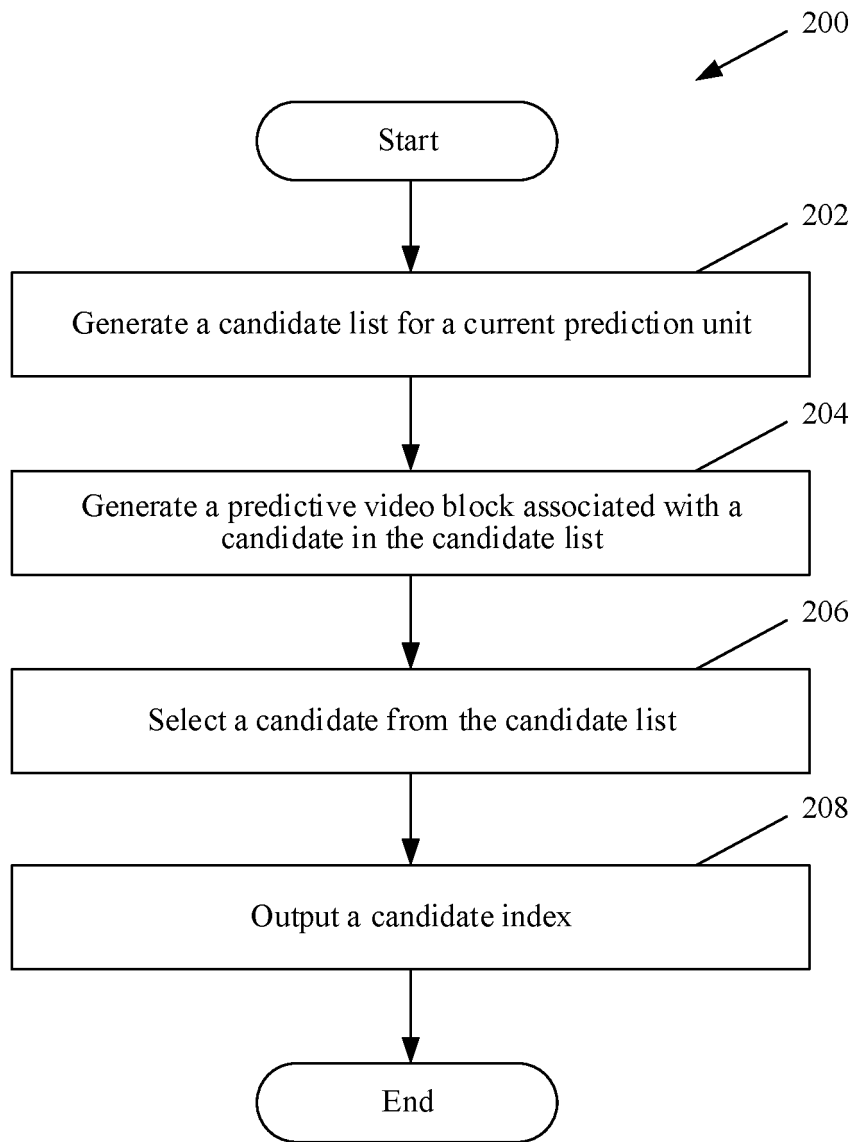 200
Start
202
Generate a candidate list for a current prediction unit
204
Generate a predictive video block associated with a
candidate in the candidate list
206
Select a candidate from the candidate list
208
Output a candidate index
End